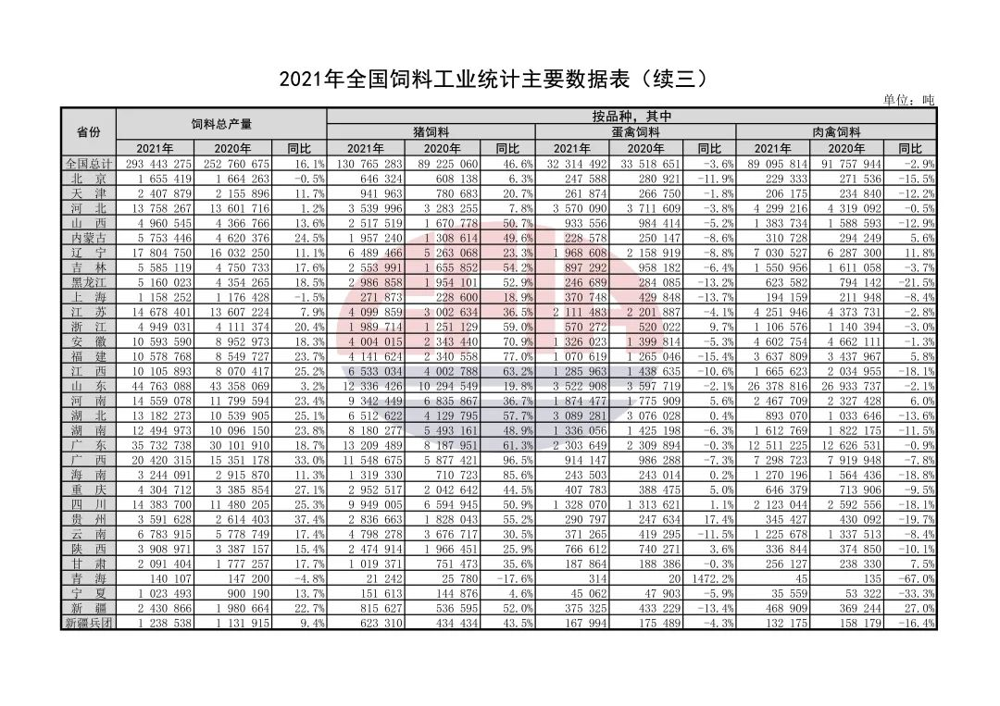 2021年全国饲料工业统计主要数据表（续三）
单位：吨
省份 饲料总产量 按品种，其中
猪饲料 蛋禽饲料 肉禽饲料
2021年 2020年 同比 2021年 2020年 同比 2021年 2020年 同比 2021年 2020年 同比
全国总计 293 443 275 252 760 675 16.1% 130 765 283 89 225 060 46.6% 32 314 492 33 518 651 -3.6% 89 095 814 91 757 944 -2.9%
北 京 1 655 419 1 664 263 -0.5% 646 324 608 138 6.3% 247 588 280 921 -11.9% 229 333 271 536 -15.5%
天 津 2 407 879 2 155 896 11.7% 941 963 780 683 20.7% 261 874 266 750 -1.8% 206 175 234 840 -12.2%
河 北 13 758 267 13 601 716 1.2% 3 539 996 3 283 255 7.8% 3 570 090 3 711 609 -3.8% 4 299 216 4 319 092 -0.5%
山 西 4 960 545 4 366 766 13.6% 2 517 519 1 670 778 50.7% 933 556 984 414 -5.2% 1 383 734 1 588 593 -12.9%
内蒙古 5 753 446 4 620 376 24.5% 1 957 240 1 308 614 49.6% 228 578 250 147 -8.6% 310 728 294 249 5.6%
辽 宁 17 804 750 16 032 250 11.1% 6 489 466 5 263 068 23.3% 1 968 608 2 158 919 -8.8% 7 030 527 6 287 300 11.8%
吉 林 5 585 119 4 750 733 17.6% 2 553 991 1 655 852 54.2% 897 292 958 182 -6.4% 1 550 956 1 611 058 -3.7%
黑龙江 5 160 023 4 354 265 18.5% 2 986 858 1 954 101 52.9% 246 689 284 085 -13.2% 623 582 794 142 -21.5%
上 海 1 158 252 1 176 428 -1.5% 271 873 228 600 18.9% 370 748 429 848 -13.7% 194 159 211 948 -8.4%
江 苏 14 678 401 13 607 224 7.9% 4 099 859 3 002 634 36.5% 2 111 483 2 201 887 -4.1% 4 251 946 4 373 731 -2.8%
浙 江 4 949 031 4 111 374 20.4% 1 989 714 1 251 129 59.0% 570 272 520 022 9.7% 1 106 576 1 140 394 -3.0%
安 徽 10 593 590 8 952 973 18.3% 4 004 015 2 343 440 70.9% 1 326 023 1 399 814 -5.3% 4 602 754 4 662 111 -1.3%
福 建 10 578 768 8 549 727 23.7% 4 141 624 2 340 558 77.0% 1 070 619 1 265 046 -15.4% 3 637 809 3 437 967 5.8%
江 西 10 105 893 8 070 417 25.2% 6 533 034 4 002 788 63.2% 1 285 963 1 438 635 -10.6% 1 665 623 2 034 955 -18.1%
山 东 44 763 088 43 358 069 3.2% 12 336 426 10 294 549 19.8% 3 522 908 3 597 719 -2.1% 26 378 816 26 933 737 -2.1%
河 南 14 559 078 11 799 594 23.4% 9 342 449 6 835 867 36.7% 1 874 477 1 775 909 5.6% 2 467 709 2 327 428 6.0%
湖 北 13 182 273 10 539 905 25.1% 6 512 622 4 129 795 57.7% 3 089 281 3 076 028 0.4% 893 070 1 033 646 -13.6%
湖 南 12 494 973 10 096 150 23.8% 8 180 277 5 493 161 48.9% 1 336 056 1 425 198 -6.3% 1 612 769 1 822 175 -11.5%
广 东 35 732 738 30 101 910 18.7% 13 209 489 8 187 951 61.3% 2 303 649 2 309 894 -0.3% 12 511 225 12 626 531 -0.9%
广 西 20 420 315 15 351 178 33.0% 11 548 675 5 877 421 96.5% 914 147 986 288 -7.3% 7 298 723 7 919 948 -7.8%
海 南 3 244 091 2 915 870 11.3% 1 319 330 710 723 85.6% 243 503 243 014 0.2% 1 270 196 1 564 436 -18.8%
重 庆 4 304 712 3 385 854 27.1% 2 952 517 2 042 642 44.5% 407 783 388 475 5.0% 646 379 713 906 -9.5%
四 川 14 383 700 11 480 205 25.3% 9 949 005 6 594 945 50.9% 1 328 070 1 313 621 1.1% 2 123 044 2 592 556 -18.1%
贵 州 3 591 628 2 614 403 37.4% 2 836 663 1 828 043 55.2% 290 797 247 634 17.4% 345 427 430 092 -19.7%
云 南 6 783 915 5 778 749 17.4% 4 798 278 3 676 717 30.5% 371 265 419 295 -11.5% 1 225 678 1 337 513 -8.4%
陕 西 3 908 971 3 387 157 15.4% 2 474 914 1 966 451 25.9% 766 612 740 271 3.6% 336 844 374 850 -10.1%
甘 肃 2 091 404 1 777 257 17.7% 1 019 371 751 473 35.6% 187 862 188 386 -0.3% 256 127 238 330 7.5%
青 海 140 107 147 200 -4.8% 21 242 25 780 -17.6% 314 20 1472.2% 45 135 -67.0%
宁 夏 1 023 493 900 190 13.7% 151 613 144 876 4.6% 45 062 47 903 -5.9% 35 559 53 322 -33.3%
新 疆 2 430 866 1 980 664 22.7% 815 627 536 595 52.0% 375 325 433 229 -13.4% 468 909 369 244 27.0%
新疆兵团 1 238 538 1 131 915 9.4% 623 310 434 434 43.5% 167 994 175 489 -4.3% 132 175 158 179 -16.4%